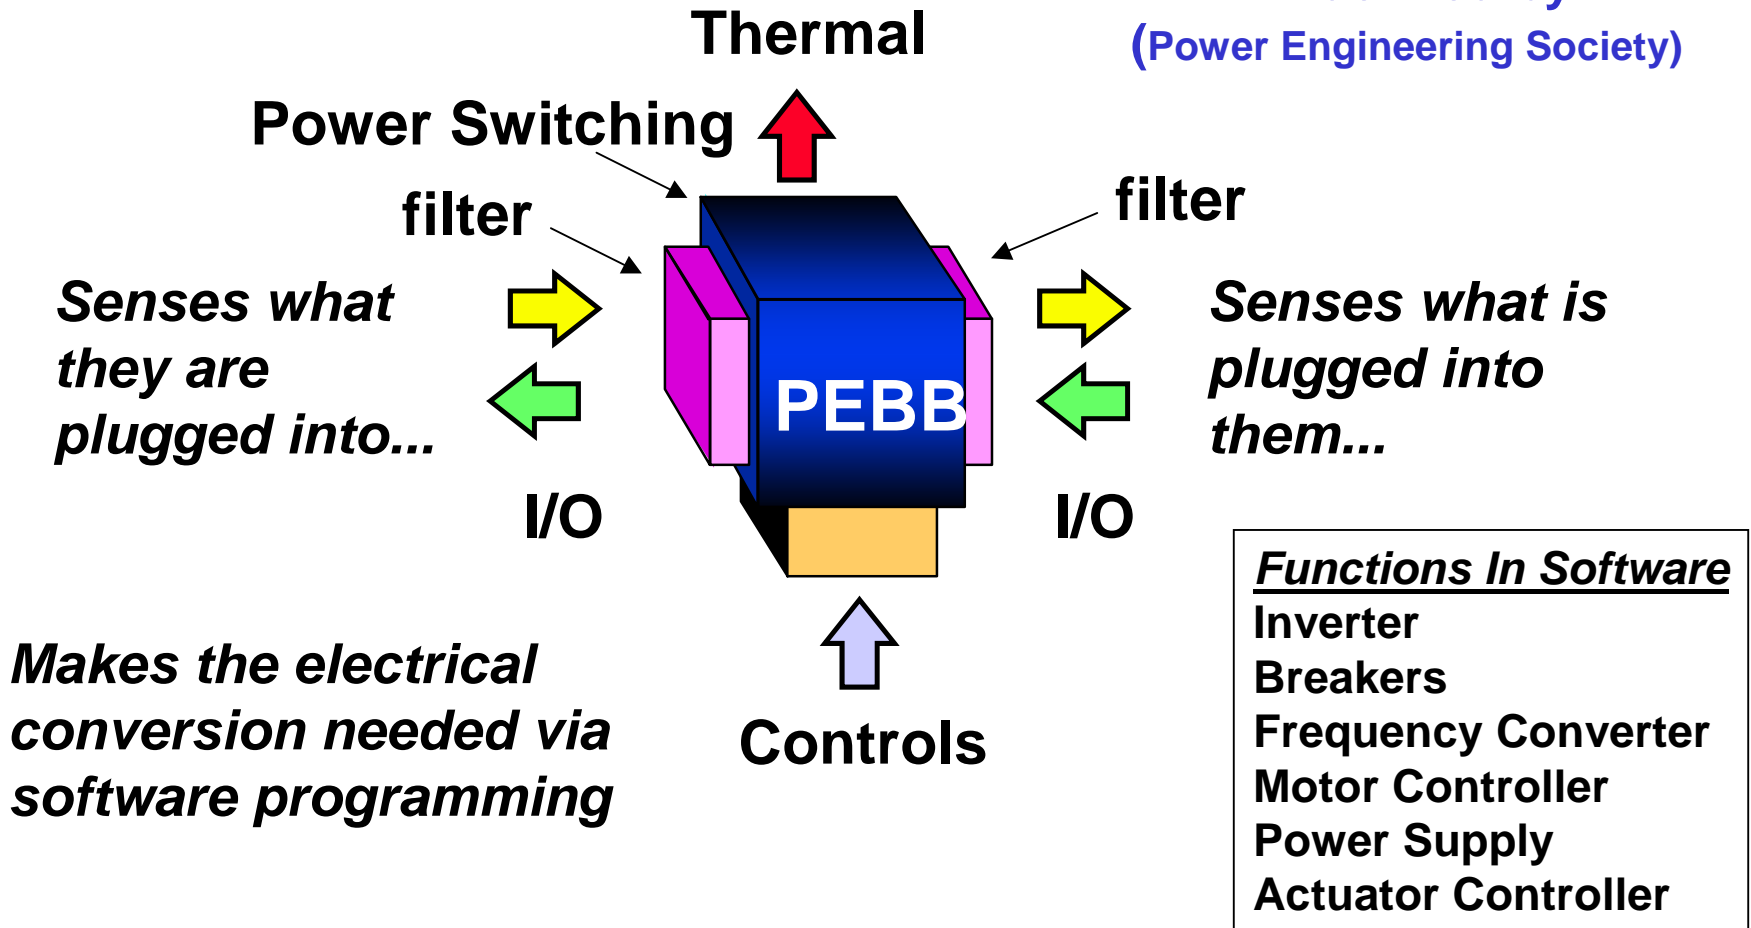 (Power Engineering Society)
Thermal
Power Switching
filter
filter
Senses what
they are
plugged into...
Senses what is
plugged into
them...
PEBB
I/O
I/O
Makes the electrical
conversion needed via
software programming
Controls
Functions In Software
Inverter
Breakers
Frequency Converter
Motor Controller
Power Supply
Actuator Controller